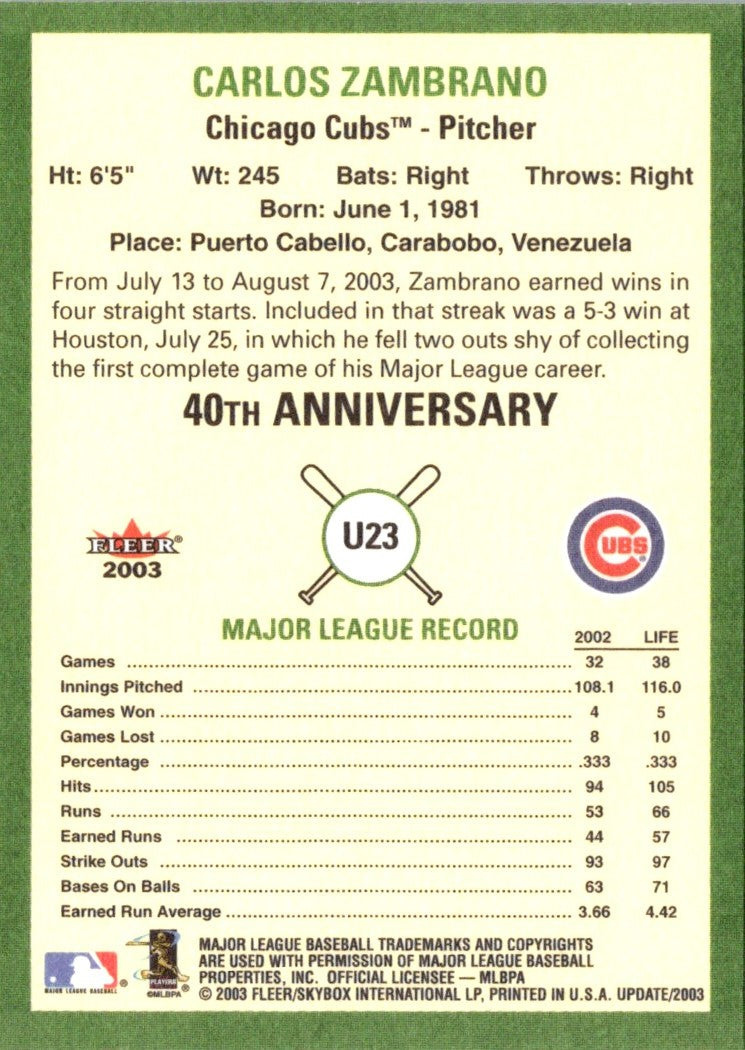 CARLOS ZAMBRANO
Chicago Cubs™ - Pitcher
Ht: 6'5" Wt: 245 Bats: Right Throws: Right
Born: June 1, 1981
Place: Puerto Cabello, Carabobo, Venezuela
From July 13 to August 7, 2003, Zambrano earned wins in
four straight starts. Included in that streak was a 5-3 win at
Houston, July 25, in which he fell two outs shy of collecting
the first complete game of his Major League career.
40TH ANNIVERSARY
FLEER®
2003
U23
CUBS®
MAJOR LEAGUE RECORD 2002 LIFE
Games 32 38
Innings Pitched 108.1 116.0
Games Won 4 5
Games Lost 8 10
Percentage .333 .333
Hits 94 105
Runs 53 66
Earned Runs 44 57
Strike Outs 93 97
Bases On Balls 63 71
Earned Run Average 3.66 4.42
MAJOR LEAGUE BASEBALL®
PLAYERS
©MLBPA
MAJOR LEAGUE BASEBALL TRADEMARKS AND COPYRIGHTS
ARE USED WITH PERMISSION OF MAJOR LEAGUE BASEBALL
PROPERTIES, INC. OFFICIAL LICENSEE — MLBPA
© 2003 FLEER/SKYBOX INTERNATIONAL LP, PRINTED IN U.S.A. UPDATE/2003